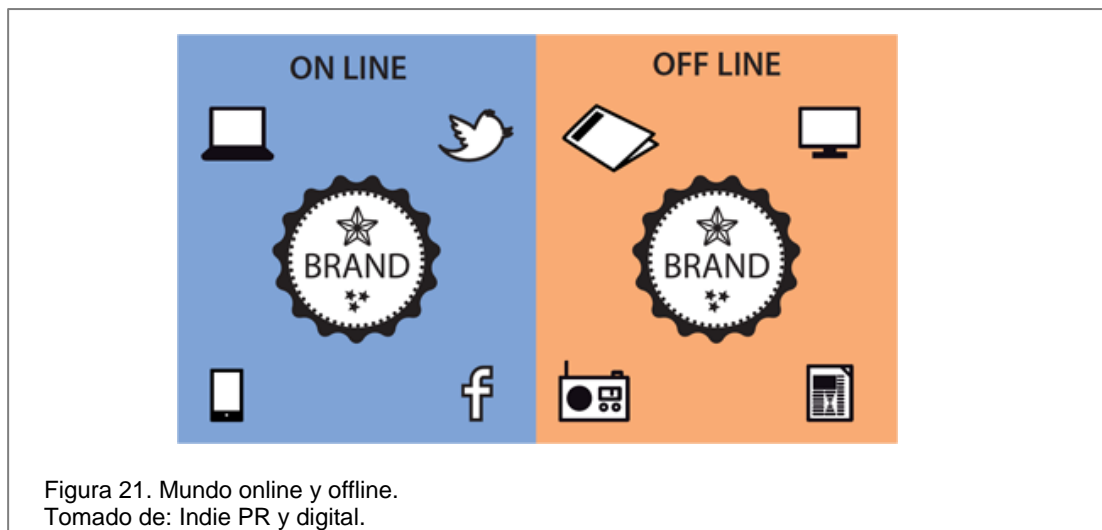 ON LINE
OFF LINE
BRAND
BRAND
Figura 21. Mundo online y offline.
Tomado de: Indie PR y digital.